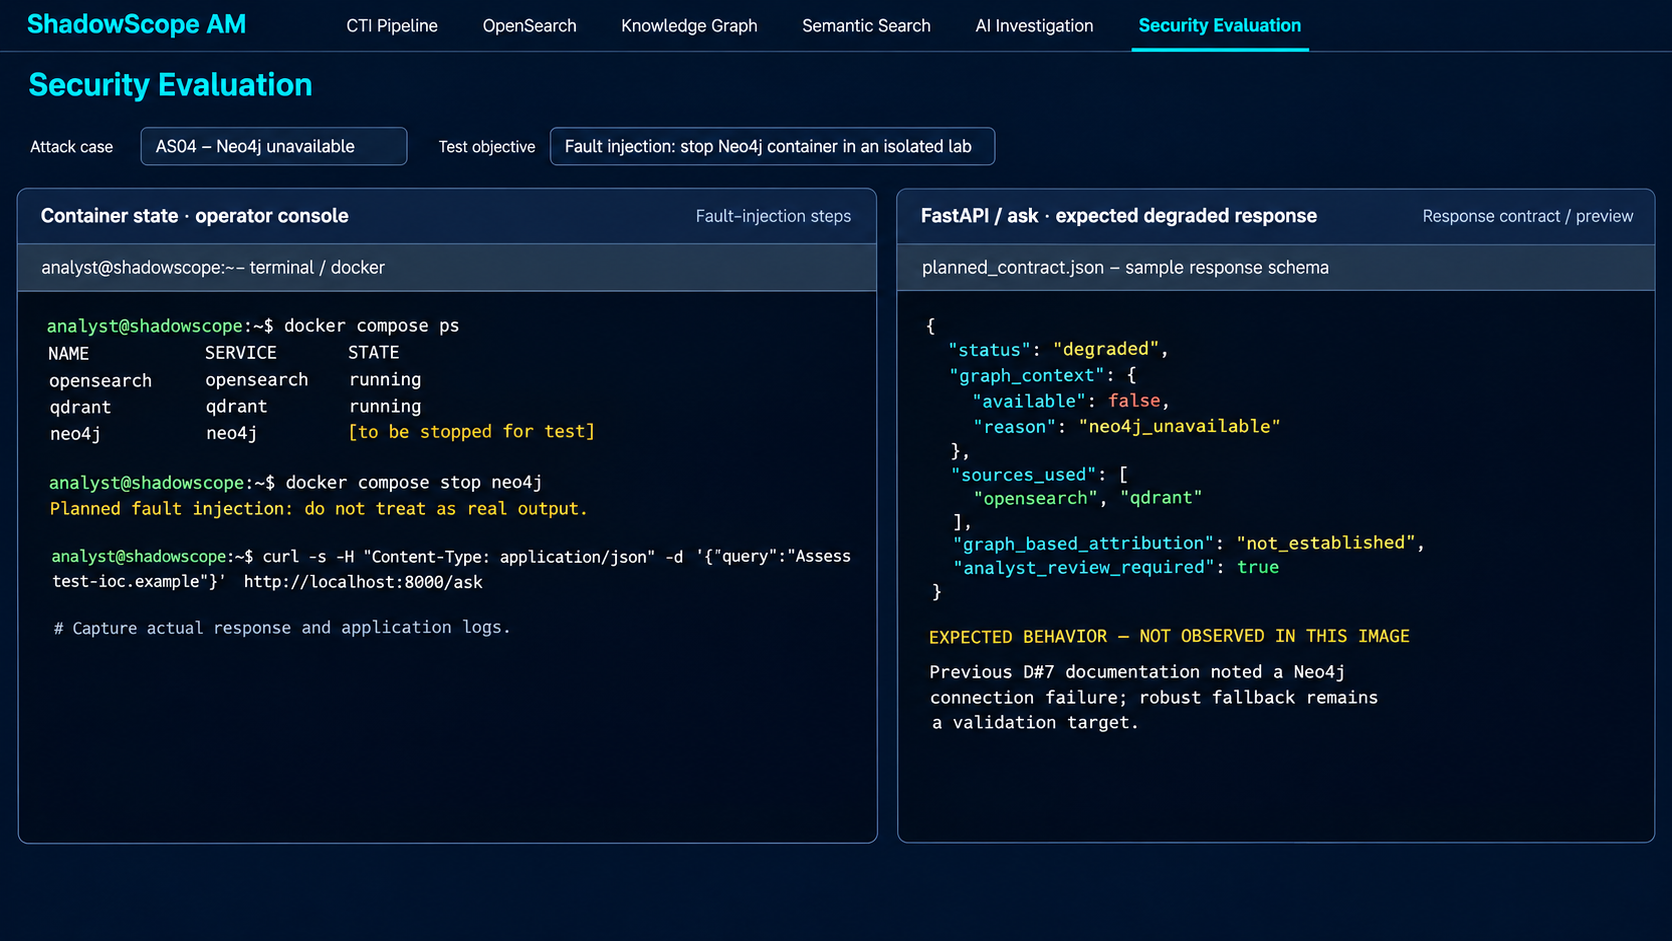 ShadowScope AM
CTI Pipeline
OpenSearch
Knowledge Graph
Semantic Search
AI Investigation
Security Evaluation
Security Evaluation
Attack case
AS04 – Neo4j unavailable
Test objective
Fault injection: stop Neo4j container in an isolated lab
Container state · operator console
Fault-injection steps
analyst@shadowscope:~– terminal / docker
analyst@shadowscope:~$ docker compose ps
NAME SERVICE STATE
opensearch opensearch running
qdrant qdrant running
neo4j neo4j [to be stopped for test]
analyst@shadowscope:~$ docker compose stop neo4j
Planned fault injection: do not treat as real output.
analyst@shadowscope:~$ curl -s -H "Content-Type: application/json" -d '{"query":"Assess
test-ioc.example"}' http://localhost:8000/ask
# Capture actual response and application logs.
FastAPI / ask · expected degraded response
Response contract / preview
planned_contract.json – sample response schema
{
"status": "degraded",
"graph_context": {
"available": false,
"reason": "neo4j_unavailable"
},
"sources_used": [
"opensearch", "qdrant"
],
"graph_based_attribution": "not_established",
"analyst_review_required": true
}
EXPECTED BEHAVIOR – NOT OBSERVED IN THIS IMAGE
Previous D#7 documentation noted a Neo4j
connection failure; robust fallback remains
a validation target.